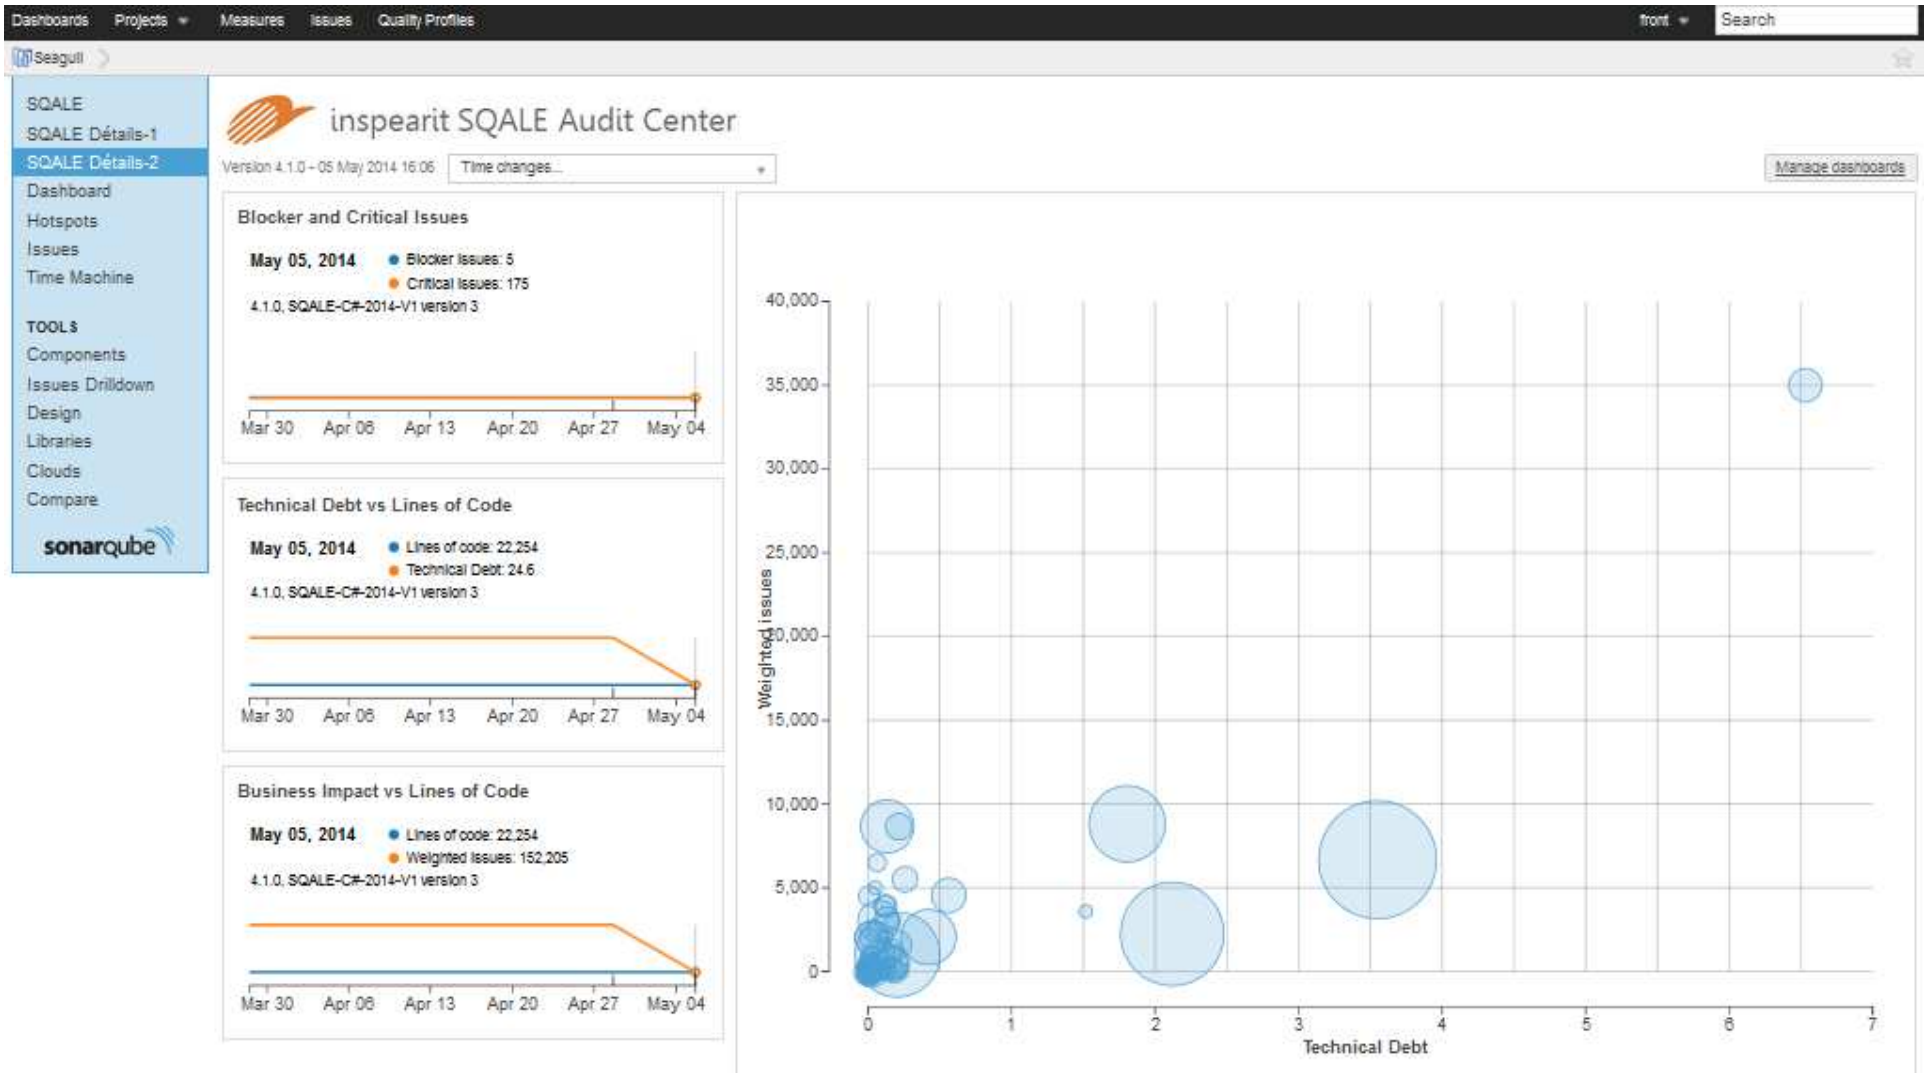 Dashboards Projects Measures Issues Quality Profiles front Search
Seagull
SQALE
SQALE Détails-1
SQALE Détails-2
Dashboard
Hotspots
Issues
Time Machine
TOOLS
Components
Issues Drilldown
Design
Libraries
Clouds
Compare
sonarqube
inspearit SQALE Audit Center
Version 4.1.0 - 05 May 2014 16:06 Time changes... Manage dashboards
Blocker and Critical Issues
May 05, 2014 Blocker issues: 5
Critical issues: 175
4.1.0, SQALE-C#-2014-V1 version 3
Mar 30 Apr 06 Apr 13 Apr 20 Apr 27 May 04
Technical Debt vs Lines of Code
May 05, 2014 Lines of code: 22,254
Technical Debt: 24.6
4.1.0, SQALE-C#-2014-V1 version 3
Mar 30 Apr 06 Apr 13 Apr 20 Apr 27 May 04
Business Impact vs Lines of Code
May 05, 2014 Lines of code: 22,254
Weighted issues: 152,205
4.1.0, SQALE-C#-2014-V1 version 3
Mar 30 Apr 06 Apr 13 Apr 20 Apr 27 May 04
40,000
35,000
30,000
25,000
20,000
15,000
10,000
5,000
0
Weighted issues
0 1 2 3 4 5 6 7
Technical Debt